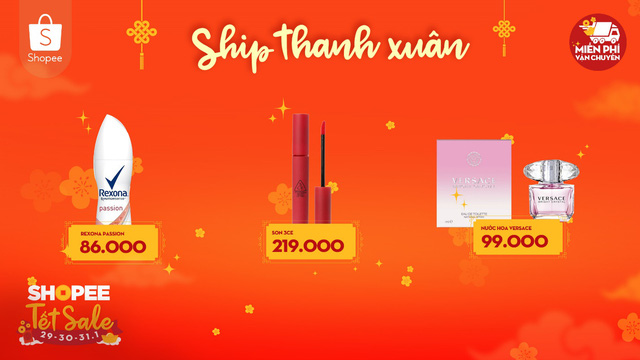 Shopee
Ship thanh xuân
MIỄN PHÍ
VẬN CHUYỂN
Rexona
passion
REXONA PASSION
86.000
SON 3CE
219.000
VERSACE
VERSACE
NƯỚC HOA VERSACE
99.000
SHOPEE
Tết Sale
29-30-31.1